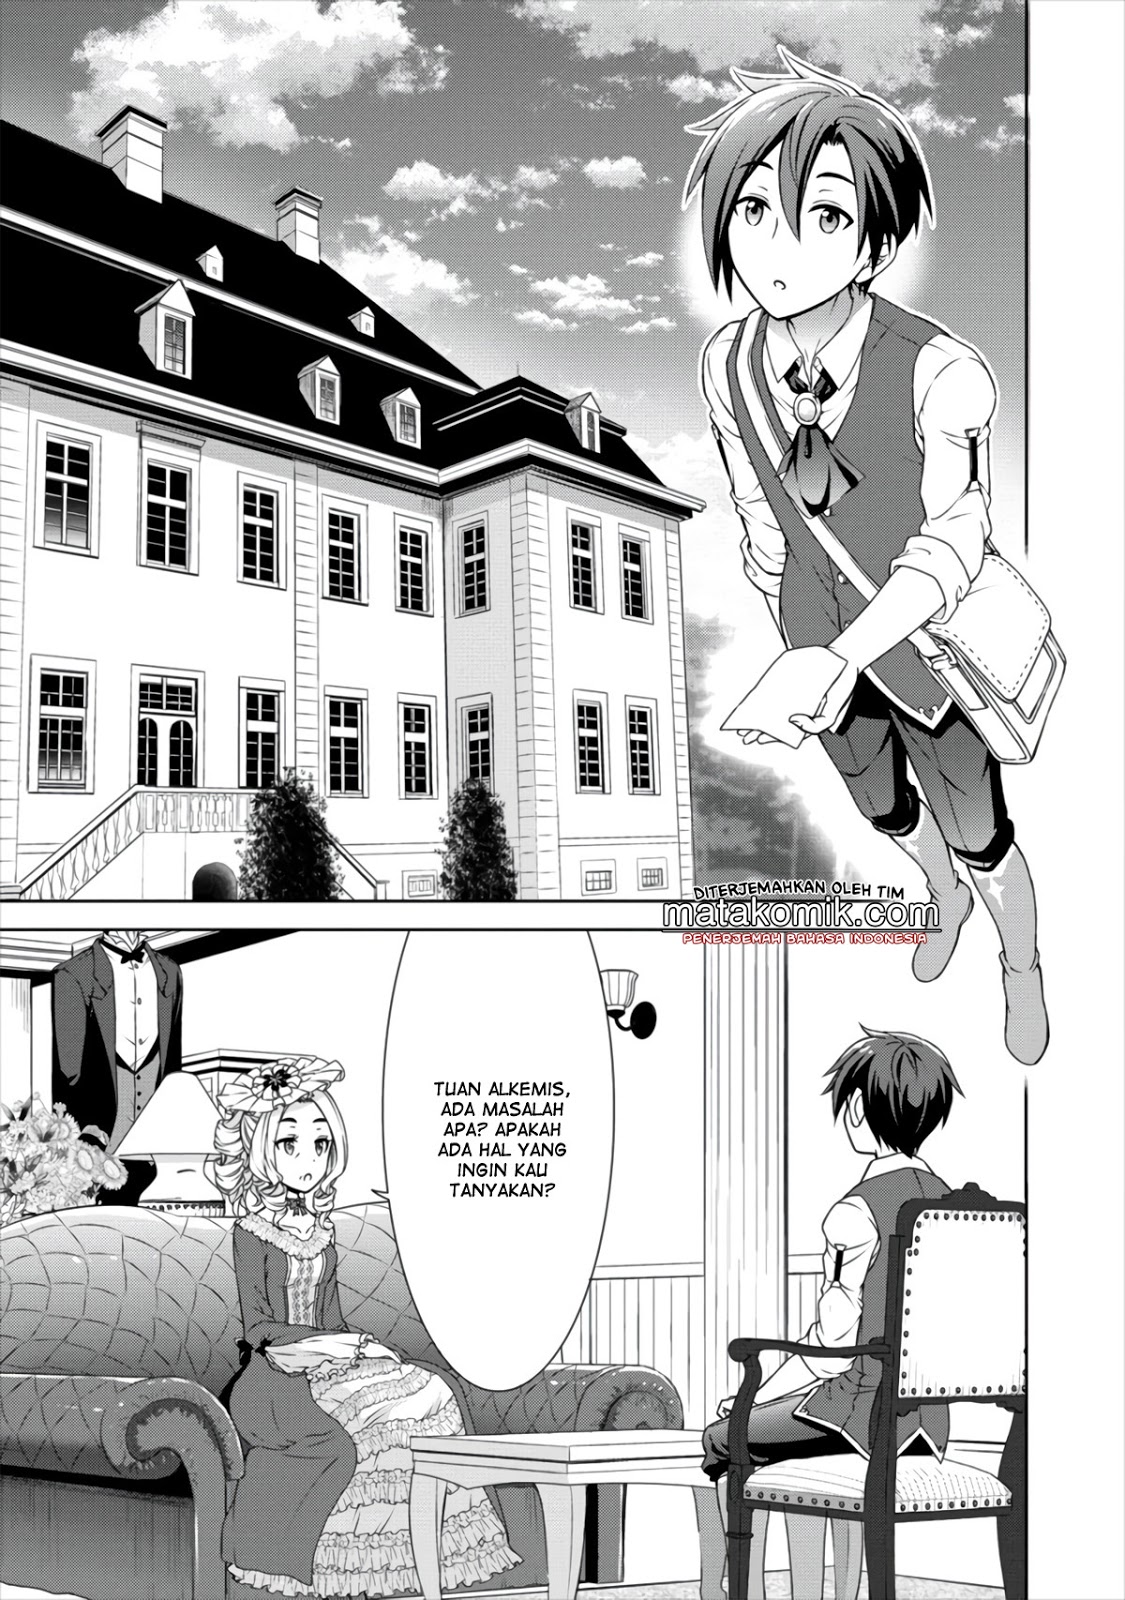 DITERJEMAHKAN OLEH TIM
matakomik.com
PENERJEMAH BAHASA INDONESIA
TUAN ALKEMIS,
ADA MASALAH
APA? APAKAH
ADA HAL YANG
INGIN KAU
TANYAKAN?